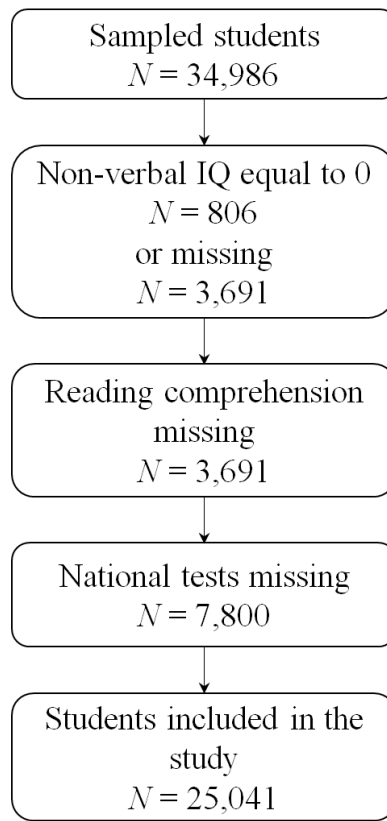 Sampled students
N = 34,986
Non-verbal IQ equal to 0
N = 806
or missing
N = 3,691
Reading comprehension
missing
N = 3,691
National tests missing
N = 7,800
Students included in the
study
N = 25,041